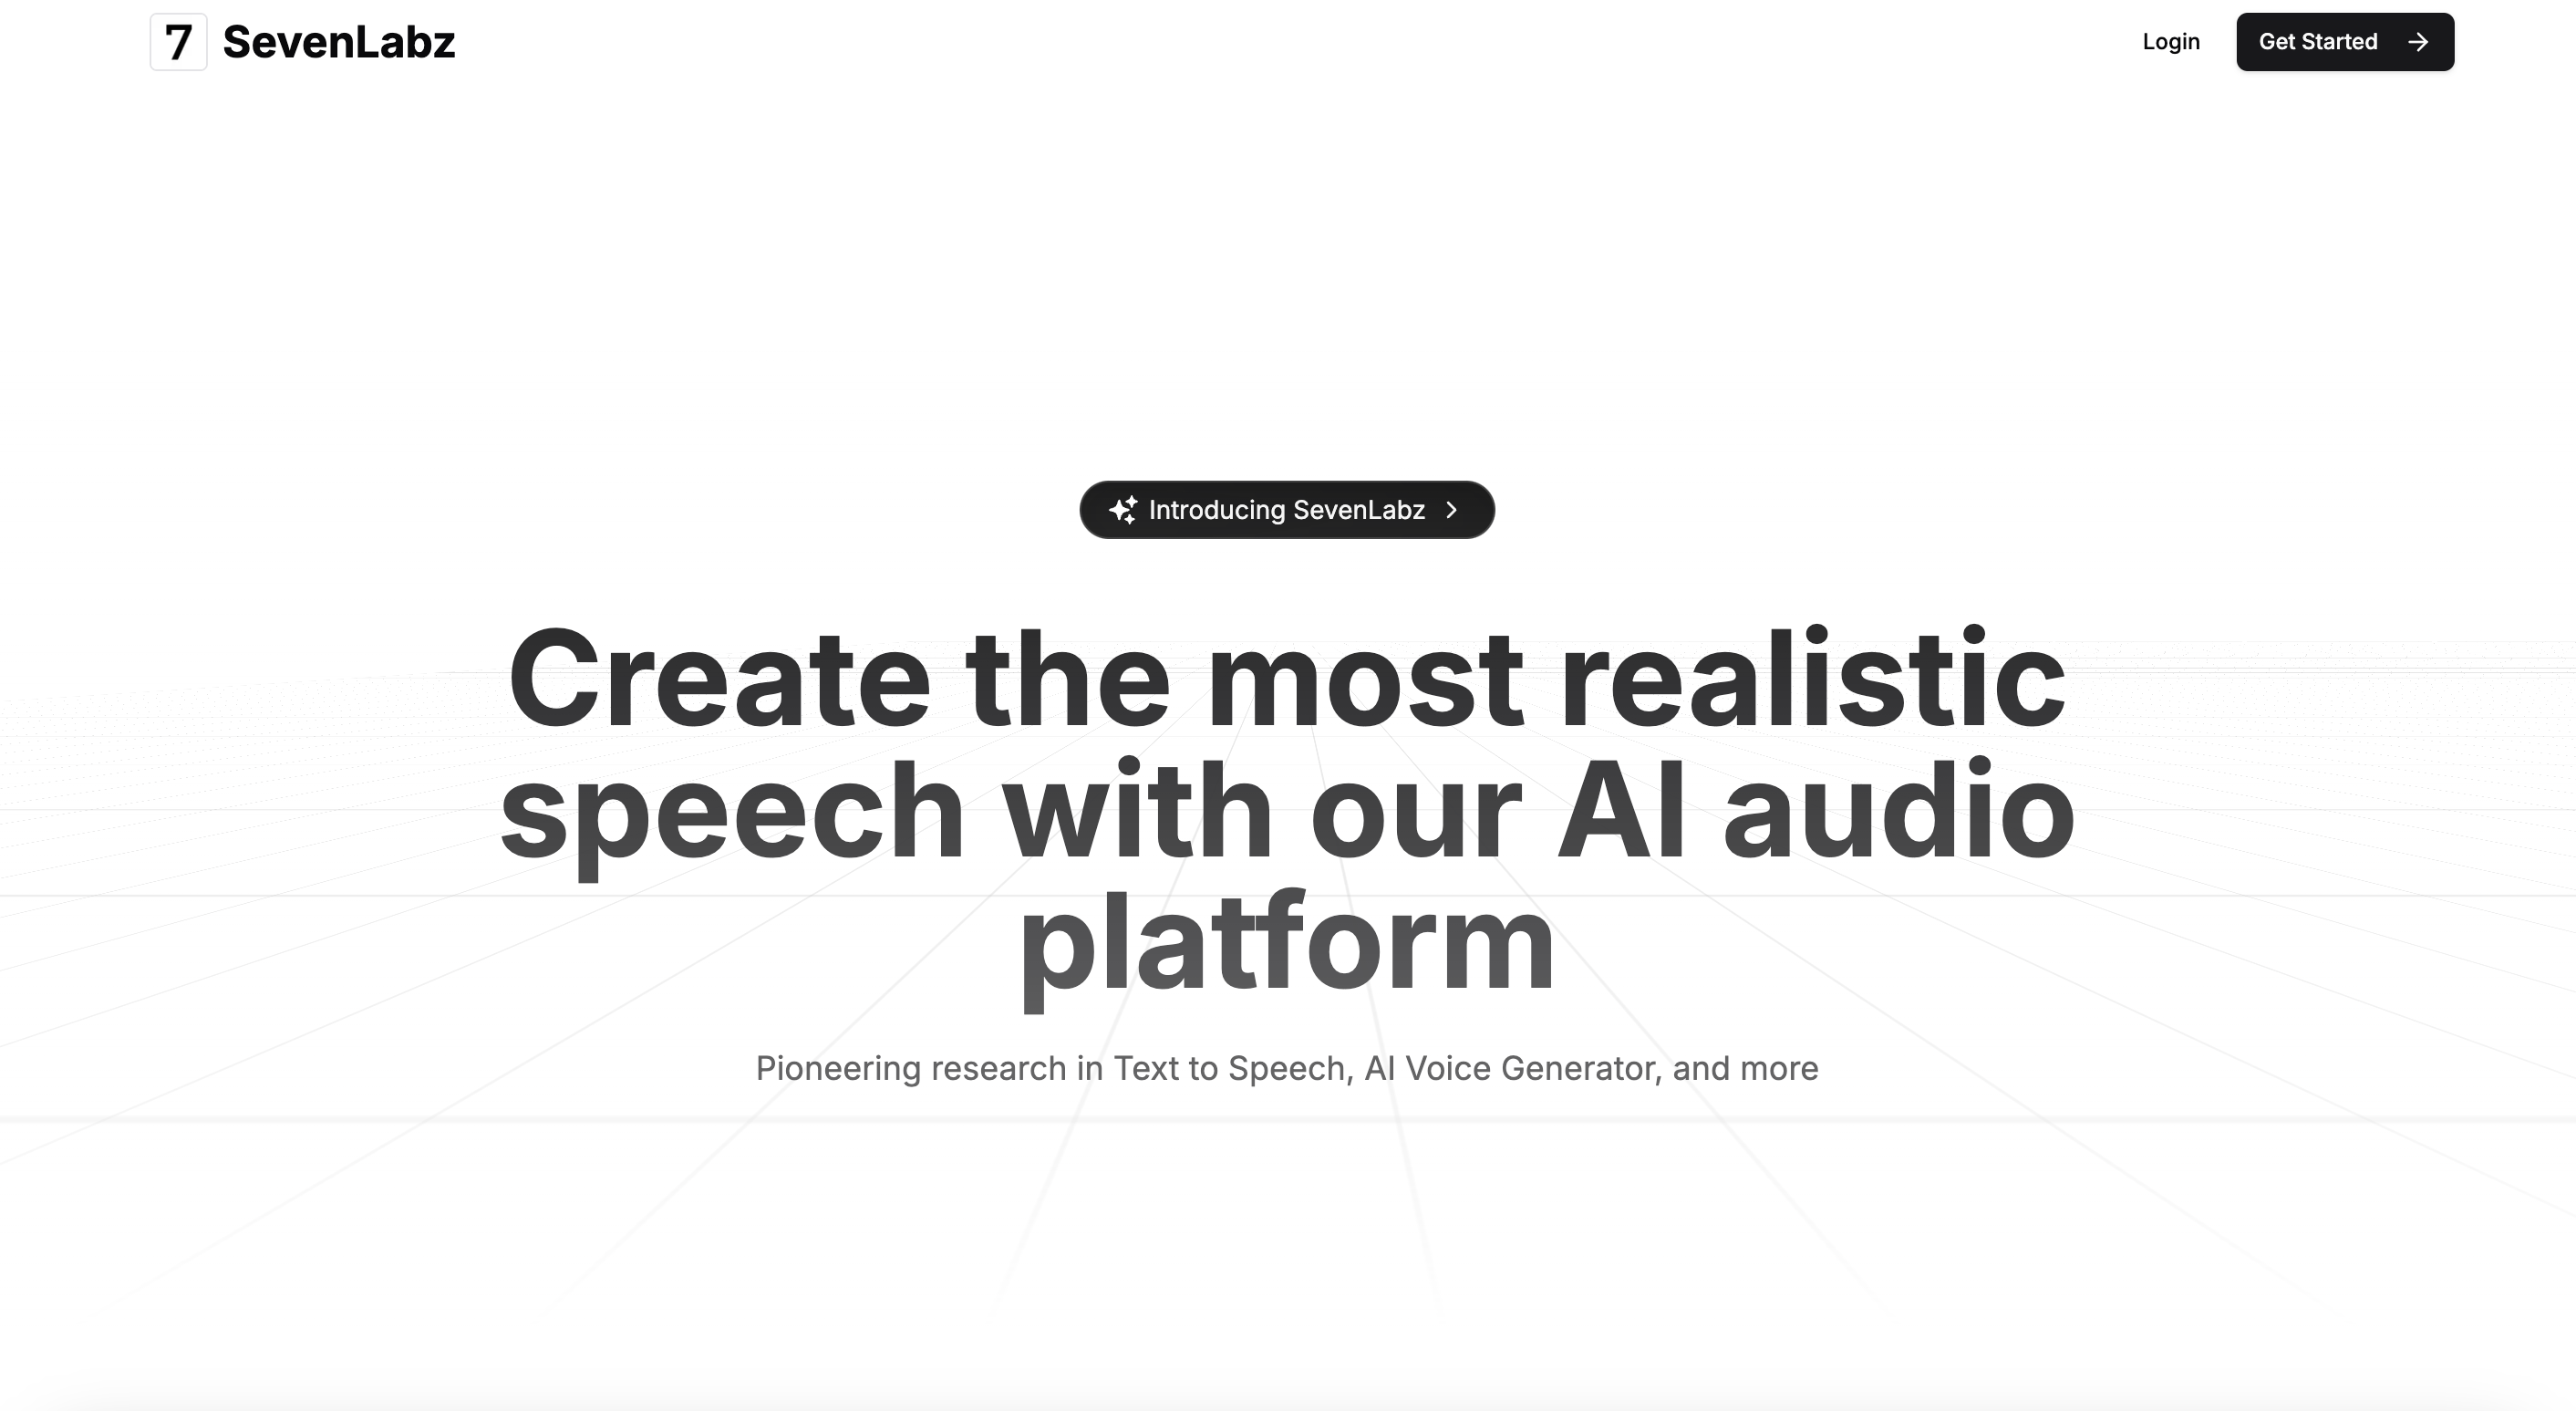 7 SevenLabz
Login
Get Started
Introducing SevenLabz
Create the most realistic
speech with our AI audio
platform
Pioneering research in Text to Speech, AI Voice Generator, and more